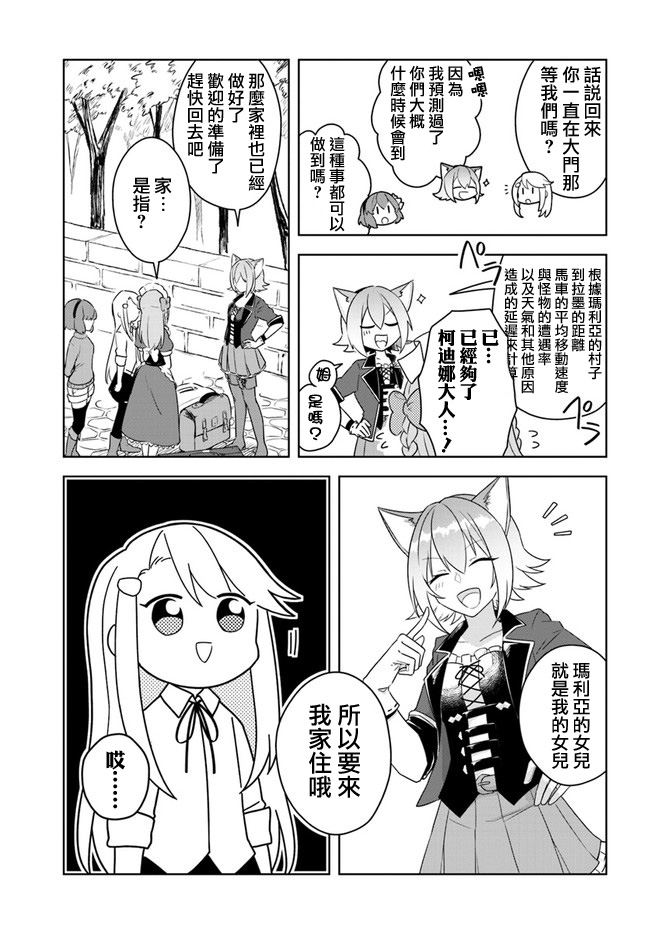 話說回來
你一直在大門那
等我們嗎?
嗯嗯
因為
我預測過了
你們大概
什麼時候會到
這種事都可以
做到嗎?
根據瑪利亞的村子
到拉墨的距離
馬車的平均移動速度
與怪物的遭遇率
以及天氣和其他原因
造成的延遲來計算
ペラ
ペラ
已…
已經夠了
柯迪娜大人…!
姆
是嗎?
那麼家裡也已經
做好了
歡迎的準備了
趕快回去吧
家…
是指?
瑪利亞的女兒
就是我的女兒
所以要來
我家住哦
哎……